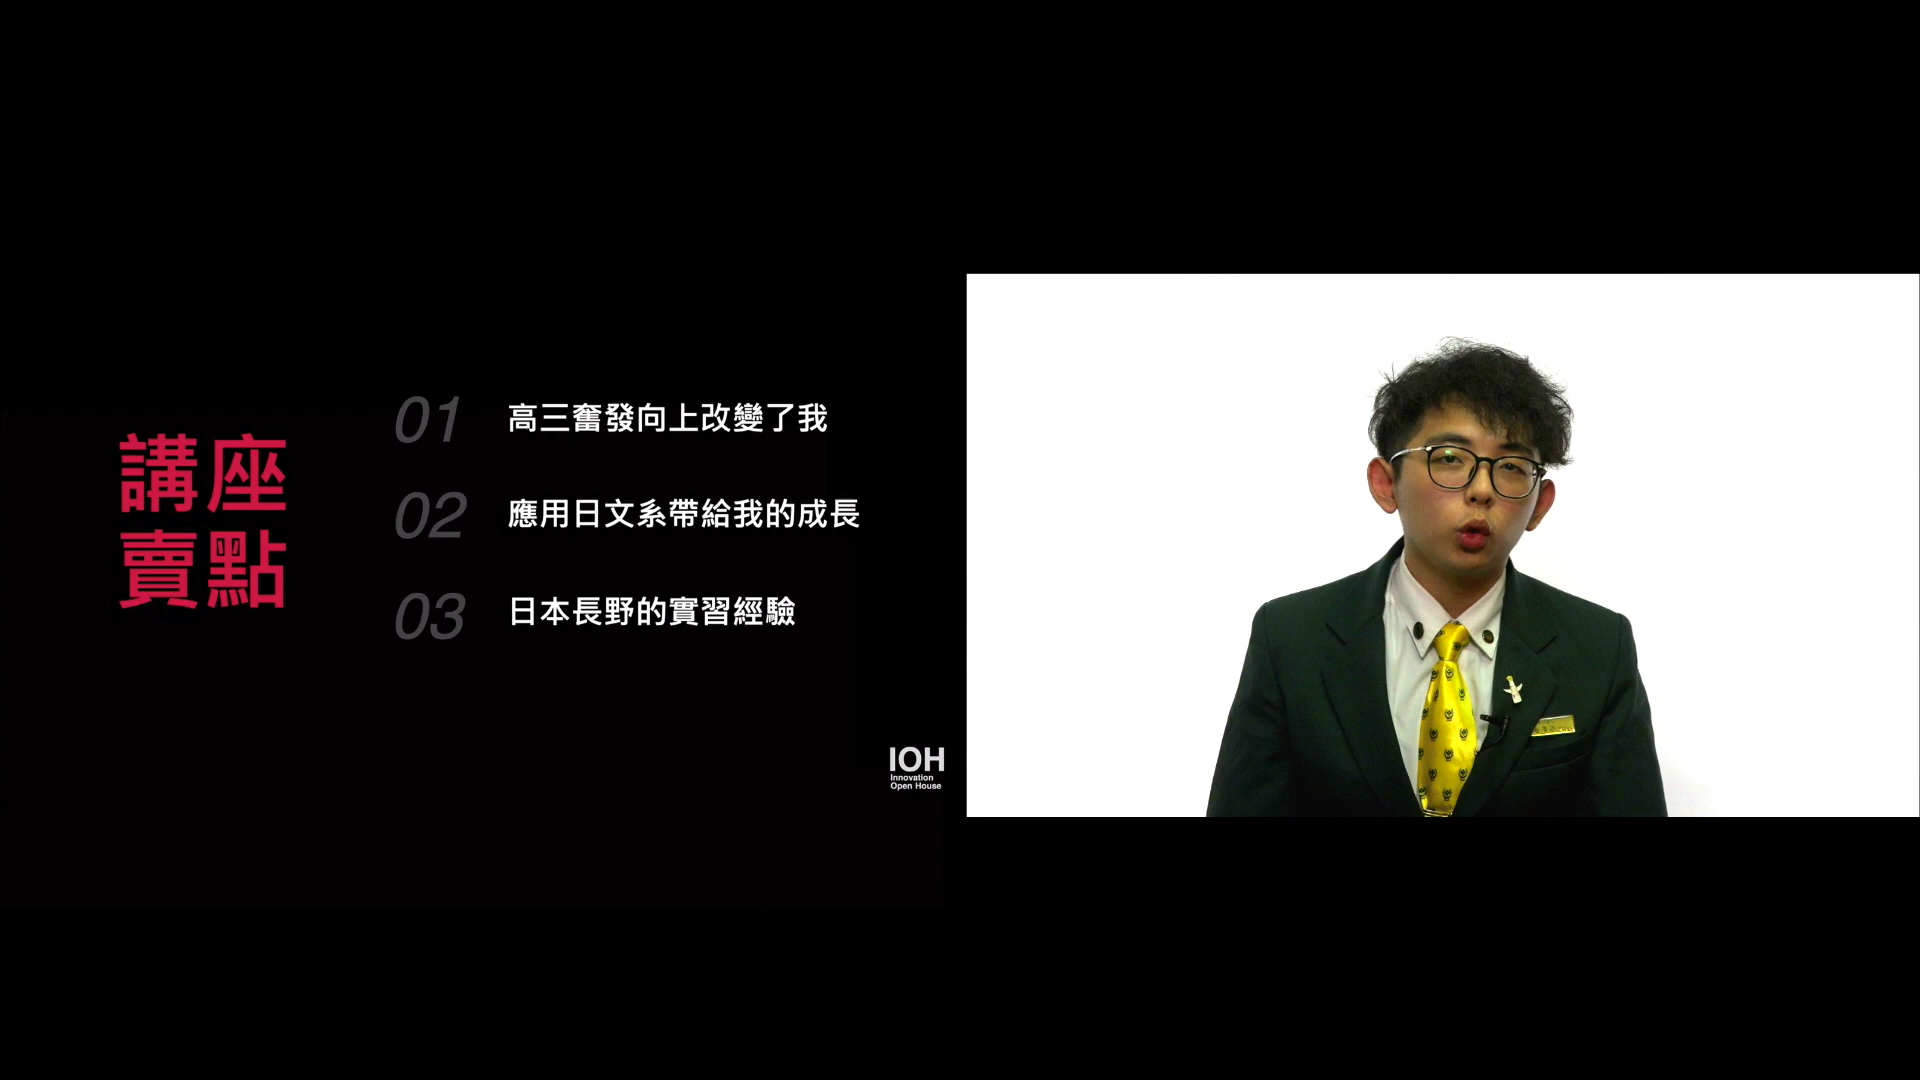 講座
賣點
01 高三奮發向上改變了我
02 應用日文系帶給我的成長
03 日本長野的實習經驗
IOH
Innovation
Open House